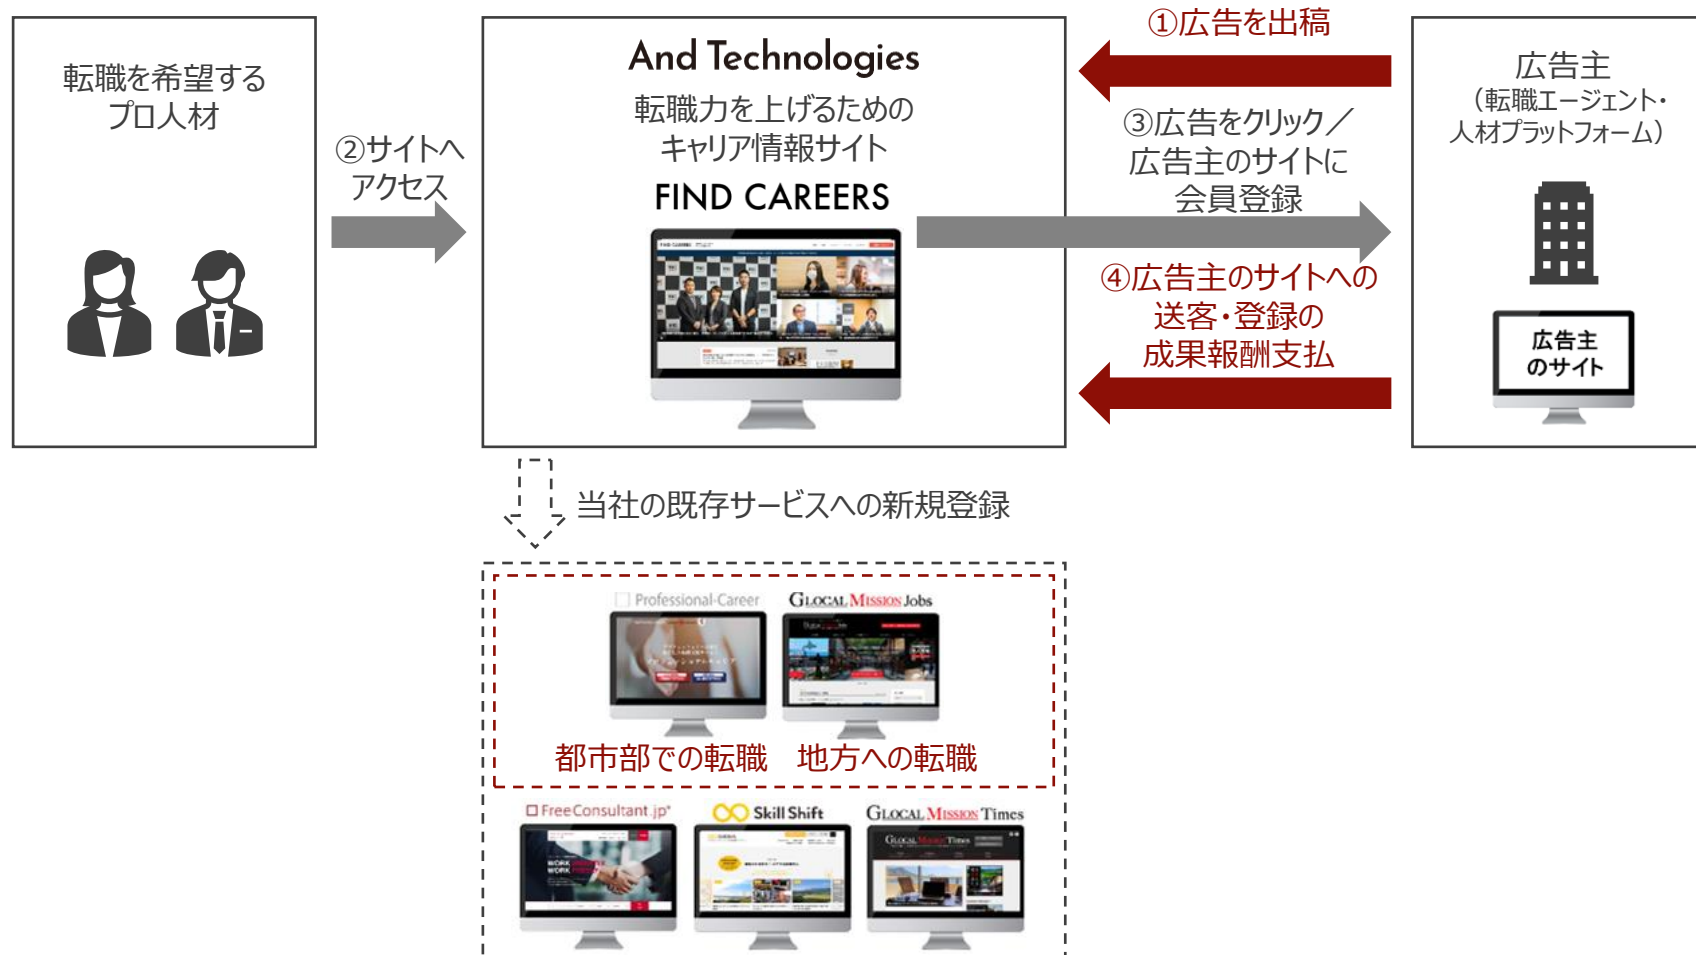 転職を希望する
プロ人材
②サイトへ
アクセス
And Technologies
転職力を上げるための
キャリア情報サイト
FIND CAREERS
①広告を出稿
③広告をクリック／
広告主のサイトに
会員登録
④広告主のサイトへの
送客・登録の
成果報酬支払
広告主
（転職エージェント・
人材プラットフォーム）
広告主
のサイト
当社の既存サービスへの新規登録
Professional-Career
GLOCAL MISSION Jobs
都市部での転職
地方への転職
FreeConsultant.jp
Skill Shift
GLOCAL MISSION Times